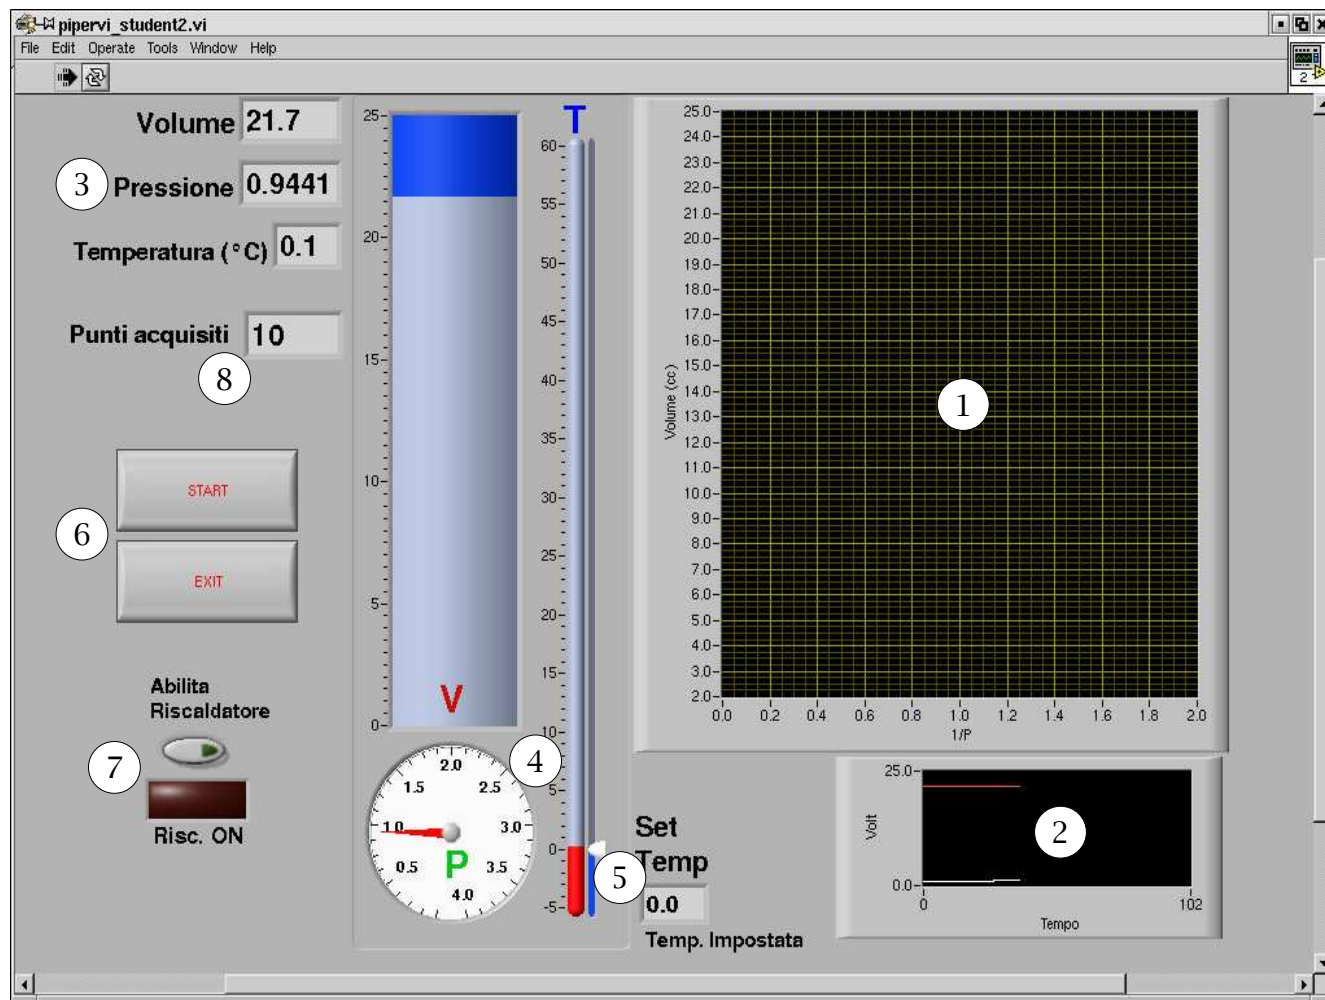 pipervi_student2.vi
File Edit Operate Tools Window Help
2
Volume 21.7
3 Pressione 0.9441
Temperatura (°C) 0.1
Punti acquisiti 10
8
START
6
EXIT
Abilita
Riscaldatore
7
Risc. ON
25-
20-
15-
10-
5-
0-
V
T
60-
55-
50-
45-
40-
35-
30-
25-
20-
15-
10-
5-
0-
-5-
4
0.5
1.0
1.5
2.0
2.5
3.0
3.5
4.0
P
5
Set
Temp
0.0
Temp. Impostata
25.0-
24.0-
23.0-
22.0-
21.0-
20.0-
19.0-
18.0-
17.0-
16.0-
15.0-
14.0-
13.0-
12.0-
11.0-
10.0-
9.0-
8.0-
7.0-
6.0-
5.0-
4.0-
3.0-
2.0-
Volume (cc)
1
0.0 0.2 0.4 0.6 0.8 1.0 1.2 1.4 1.6 1.8 2.0
1/P
25.0-
Volt
2
0.0-
0 102
Tempo